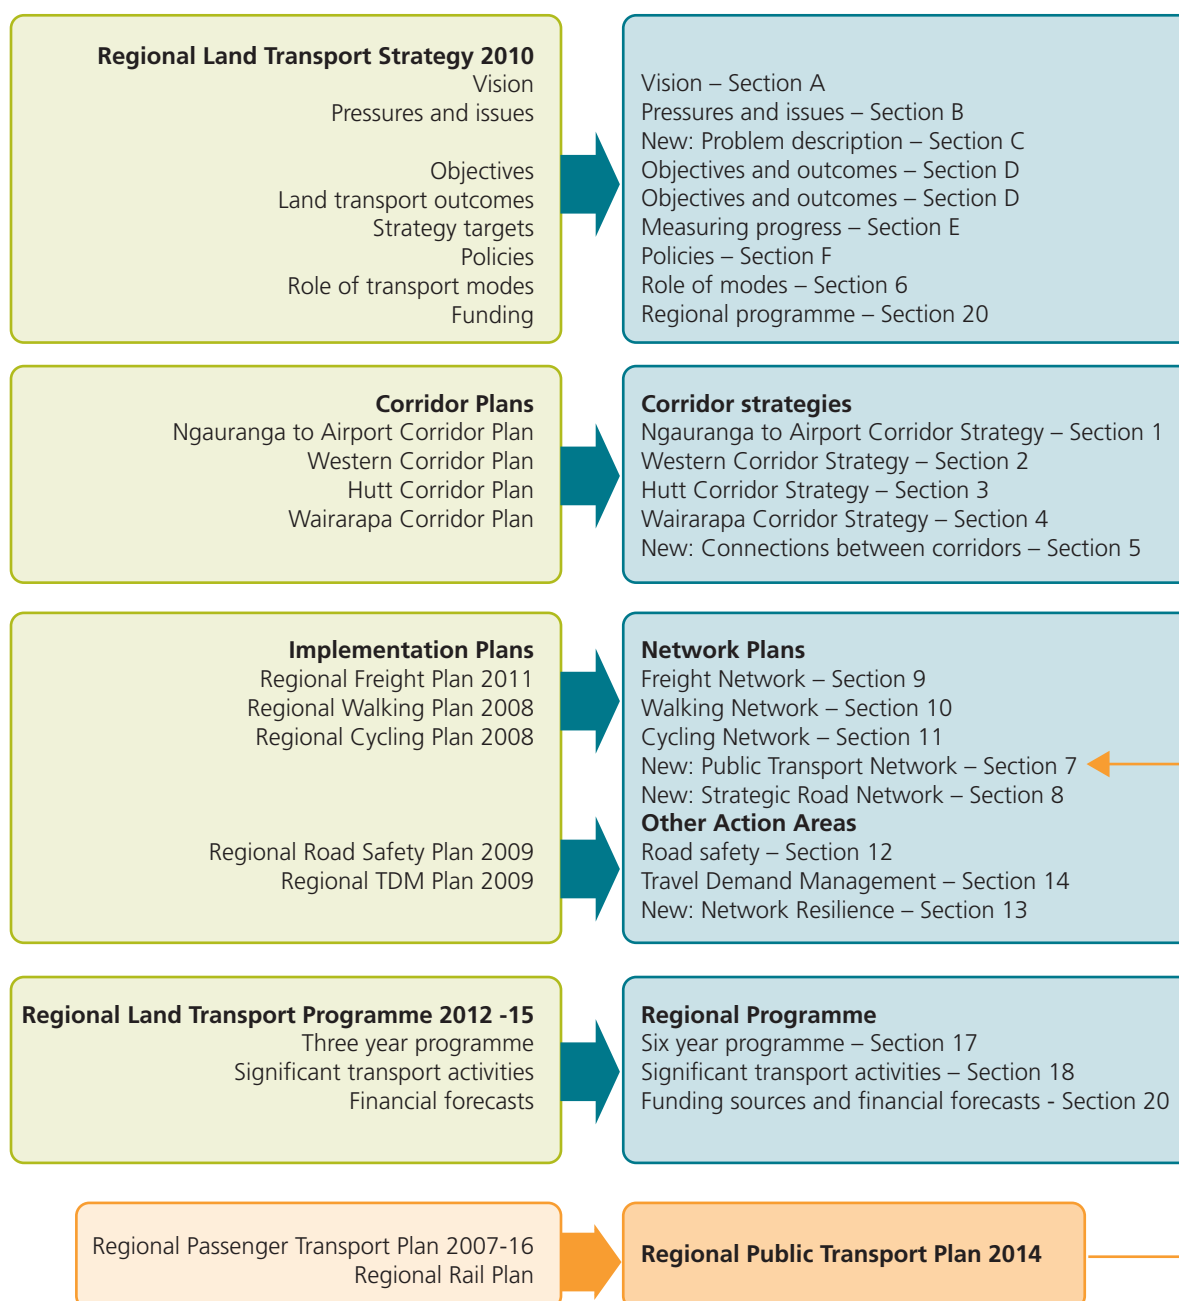 Regional Land Transport Strategy 2010
Vision
Pressures and issues
Objectives
Land transport outcomes
Strategy targets
Policies
Role of transport modes
Funding
Vision – Section A
Pressures and issues – Section B
New: Problem description – Section C
Objectives and outcomes – Section D
Objectives and outcomes – Section D
Measuring progress – Section E
Policies – Section F
Role of modes – Section 6
Regional programme – Section 20
Corridor Plans
Ngauranga to Airport Corridor Plan
Western Corridor Plan
Hutt Corridor Plan
Wairarapa Corridor Plan
Corridor strategies
Ngauranga to Airport Corridor Strategy – Section 1
Western Corridor Strategy – Section 2
Hutt Corridor Strategy – Section 3
Wairarapa Corridor Strategy – Section 4
New: Connections between corridors – Section 5
Implementation Plans
Regional Freight Plan 2011
Regional Walking Plan 2008
Regional Cycling Plan 2008
Regional Road Safety Plan 2009
Regional TDM Plan 2009
Network Plans
Freight Network – Section 9
Walking Network – Section 10
Cycling Network – Section 11
New: Public Transport Network – Section 7
New: Strategic Road Network – Section 8
Other Action Areas
Road safety – Section 12
Travel Demand Management – Section 14
New: Network Resilience – Section 13
Regional Land Transport Programme 2012 -15
Three year programme
Significant transport activities
Financial forecasts
Regional Programme
Six year programme – Section 17
Significant transport activities – Section 18
Funding sources and financial forecasts - Section 20
Regional Passenger Transport Plan 2007-16
Regional Rail Plan
Regional Public Transport Plan 2014